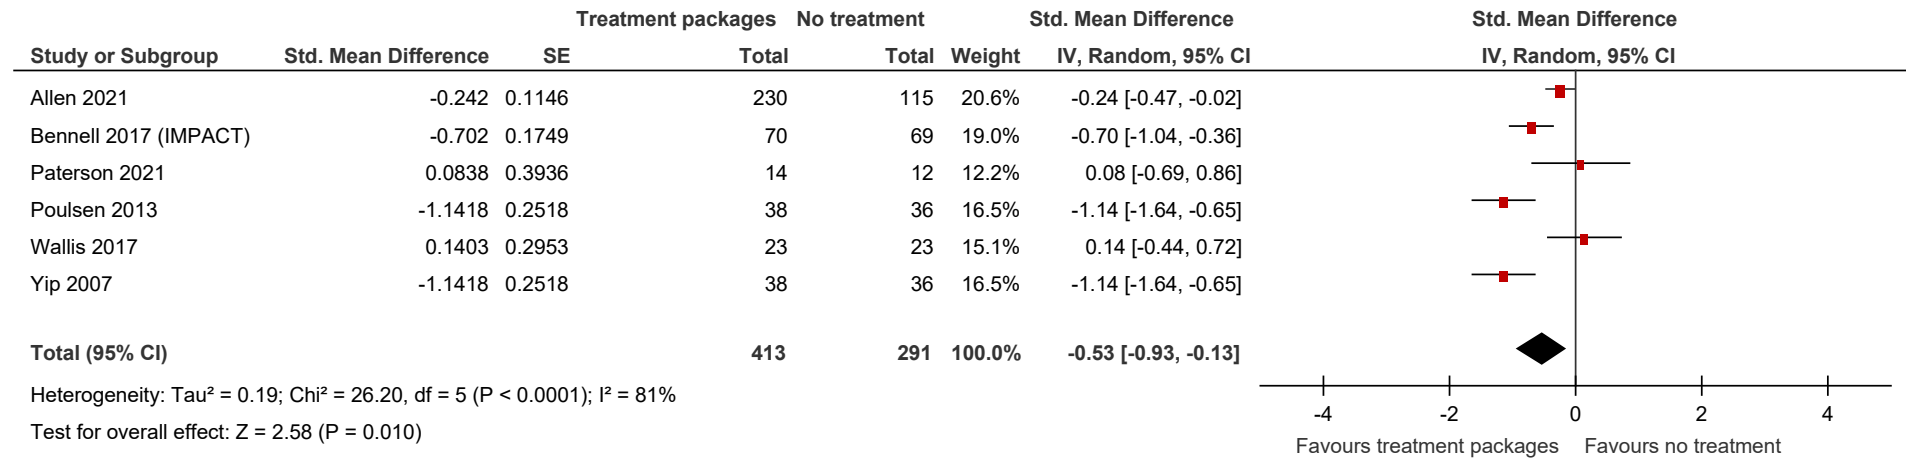 Treatment packages No treatment Std. Mean Difference Std. Mean Difference
Study or Subgroup Std. Mean Difference SE Total Total Weight IV, Random, 95% CI IV, Random, 95% CI
Allen 2021 -0.242 0.1146 230 115 20.6% -0.24 [-0.47, -0.02]
Bennell 2017 (IMPACT) -0.702 0.1749 70 69 19.0% -0.70 [-1.04, -0.36]
Paterson 2021 0.0838 0.3936 14 12 12.2% 0.08 [-0.69, 0.86]
Poulsen 2013 -1.1418 0.2518 38 36 16.5% -1.14 [-1.64, -0.65]
Wallis 2017 0.1403 0.2953 23 23 15.1% 0.14 [-0.44, 0.72]
Yip 2007 -1.1418 0.2518 38 36 16.5% -1.14 [-1.64, -0.65]
Total (95% CI) 413 291 100.0% -0.53 [-0.93, -0.13]
Heterogeneity: Tau² = 0.19; Chi² = 26.20, df = 5 (P < 0.0001); I² = 81%
Test for overall effect: Z = 2.58 (P = 0.010)
-4 -2 0 2 4
Favours treatment packages Favours no treatment